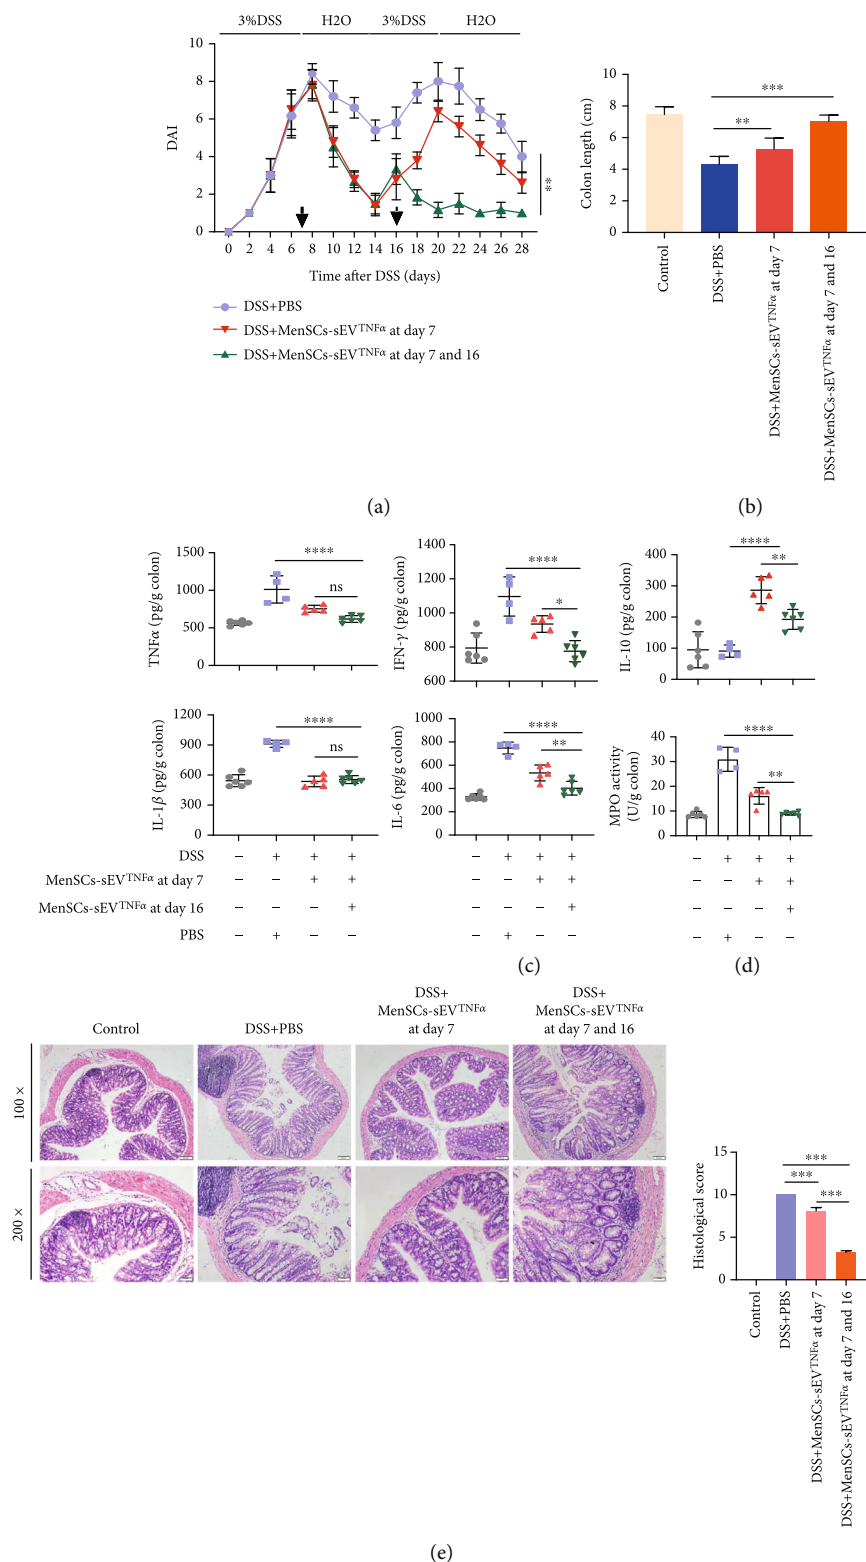 3%DSS H2O 3%DSS H2O
10
8
6
4
2
0
DAI
**
0 2 4 6 8 10 12 14 16 18 20 22 24 26 28
Time after DSS (days)
DSS+PBS
DSS+MenSCs-sEVTNFα at day 7
DSS+MenSCs-sEVTNFα at day 7 and 16
(a)
10
8
6
4
2
0
Colon length (cm)
***
**
Control
DSS+PBS
DSS+MenSCs-sEVTNFα at day 7
DSS+MenSCs-sEVTNFα at day 7 and 16
(b)
1500
1000
500
0
TNFα (pg/g colon)
****
ns
1400
1200
1000
800
600
IFN-γ (pg/g colon)
****
*
400
300
200
100
0
IL-10 (pg/g colon)
****
**
1200
900
600
300
0
IL-1β (pg/g colon)
****
ns
1000
800
600
400
200
0
IL-6 (pg/g colon)
****
**
40
30
20
10
0
MPO activity
(U/g colon)
****
**
DSS – + + + – + + + – + + +
MenSCs-sEVTNFα at day 7 – – + + – – + + – – + +
MenSCs-sEVTNFα at day 16 – – – + – – – + – – – +
PBS – + – – – + – – – + – –
(c)
(d)
Control
DSS+PBS
DSS+
MenSCs-sEVTNFα
at day 7
DSS+
MenSCs-sEVTNFα
at day 7 and 16
100 ×
200 ×
15
10
5
0
Histological score
***
***
***
Control
DSS+PBS
DSS+MenSCs-sEVTNFα at day 7
DSS+MenSCs-sEVTNFα at day 7 and 16
(e)